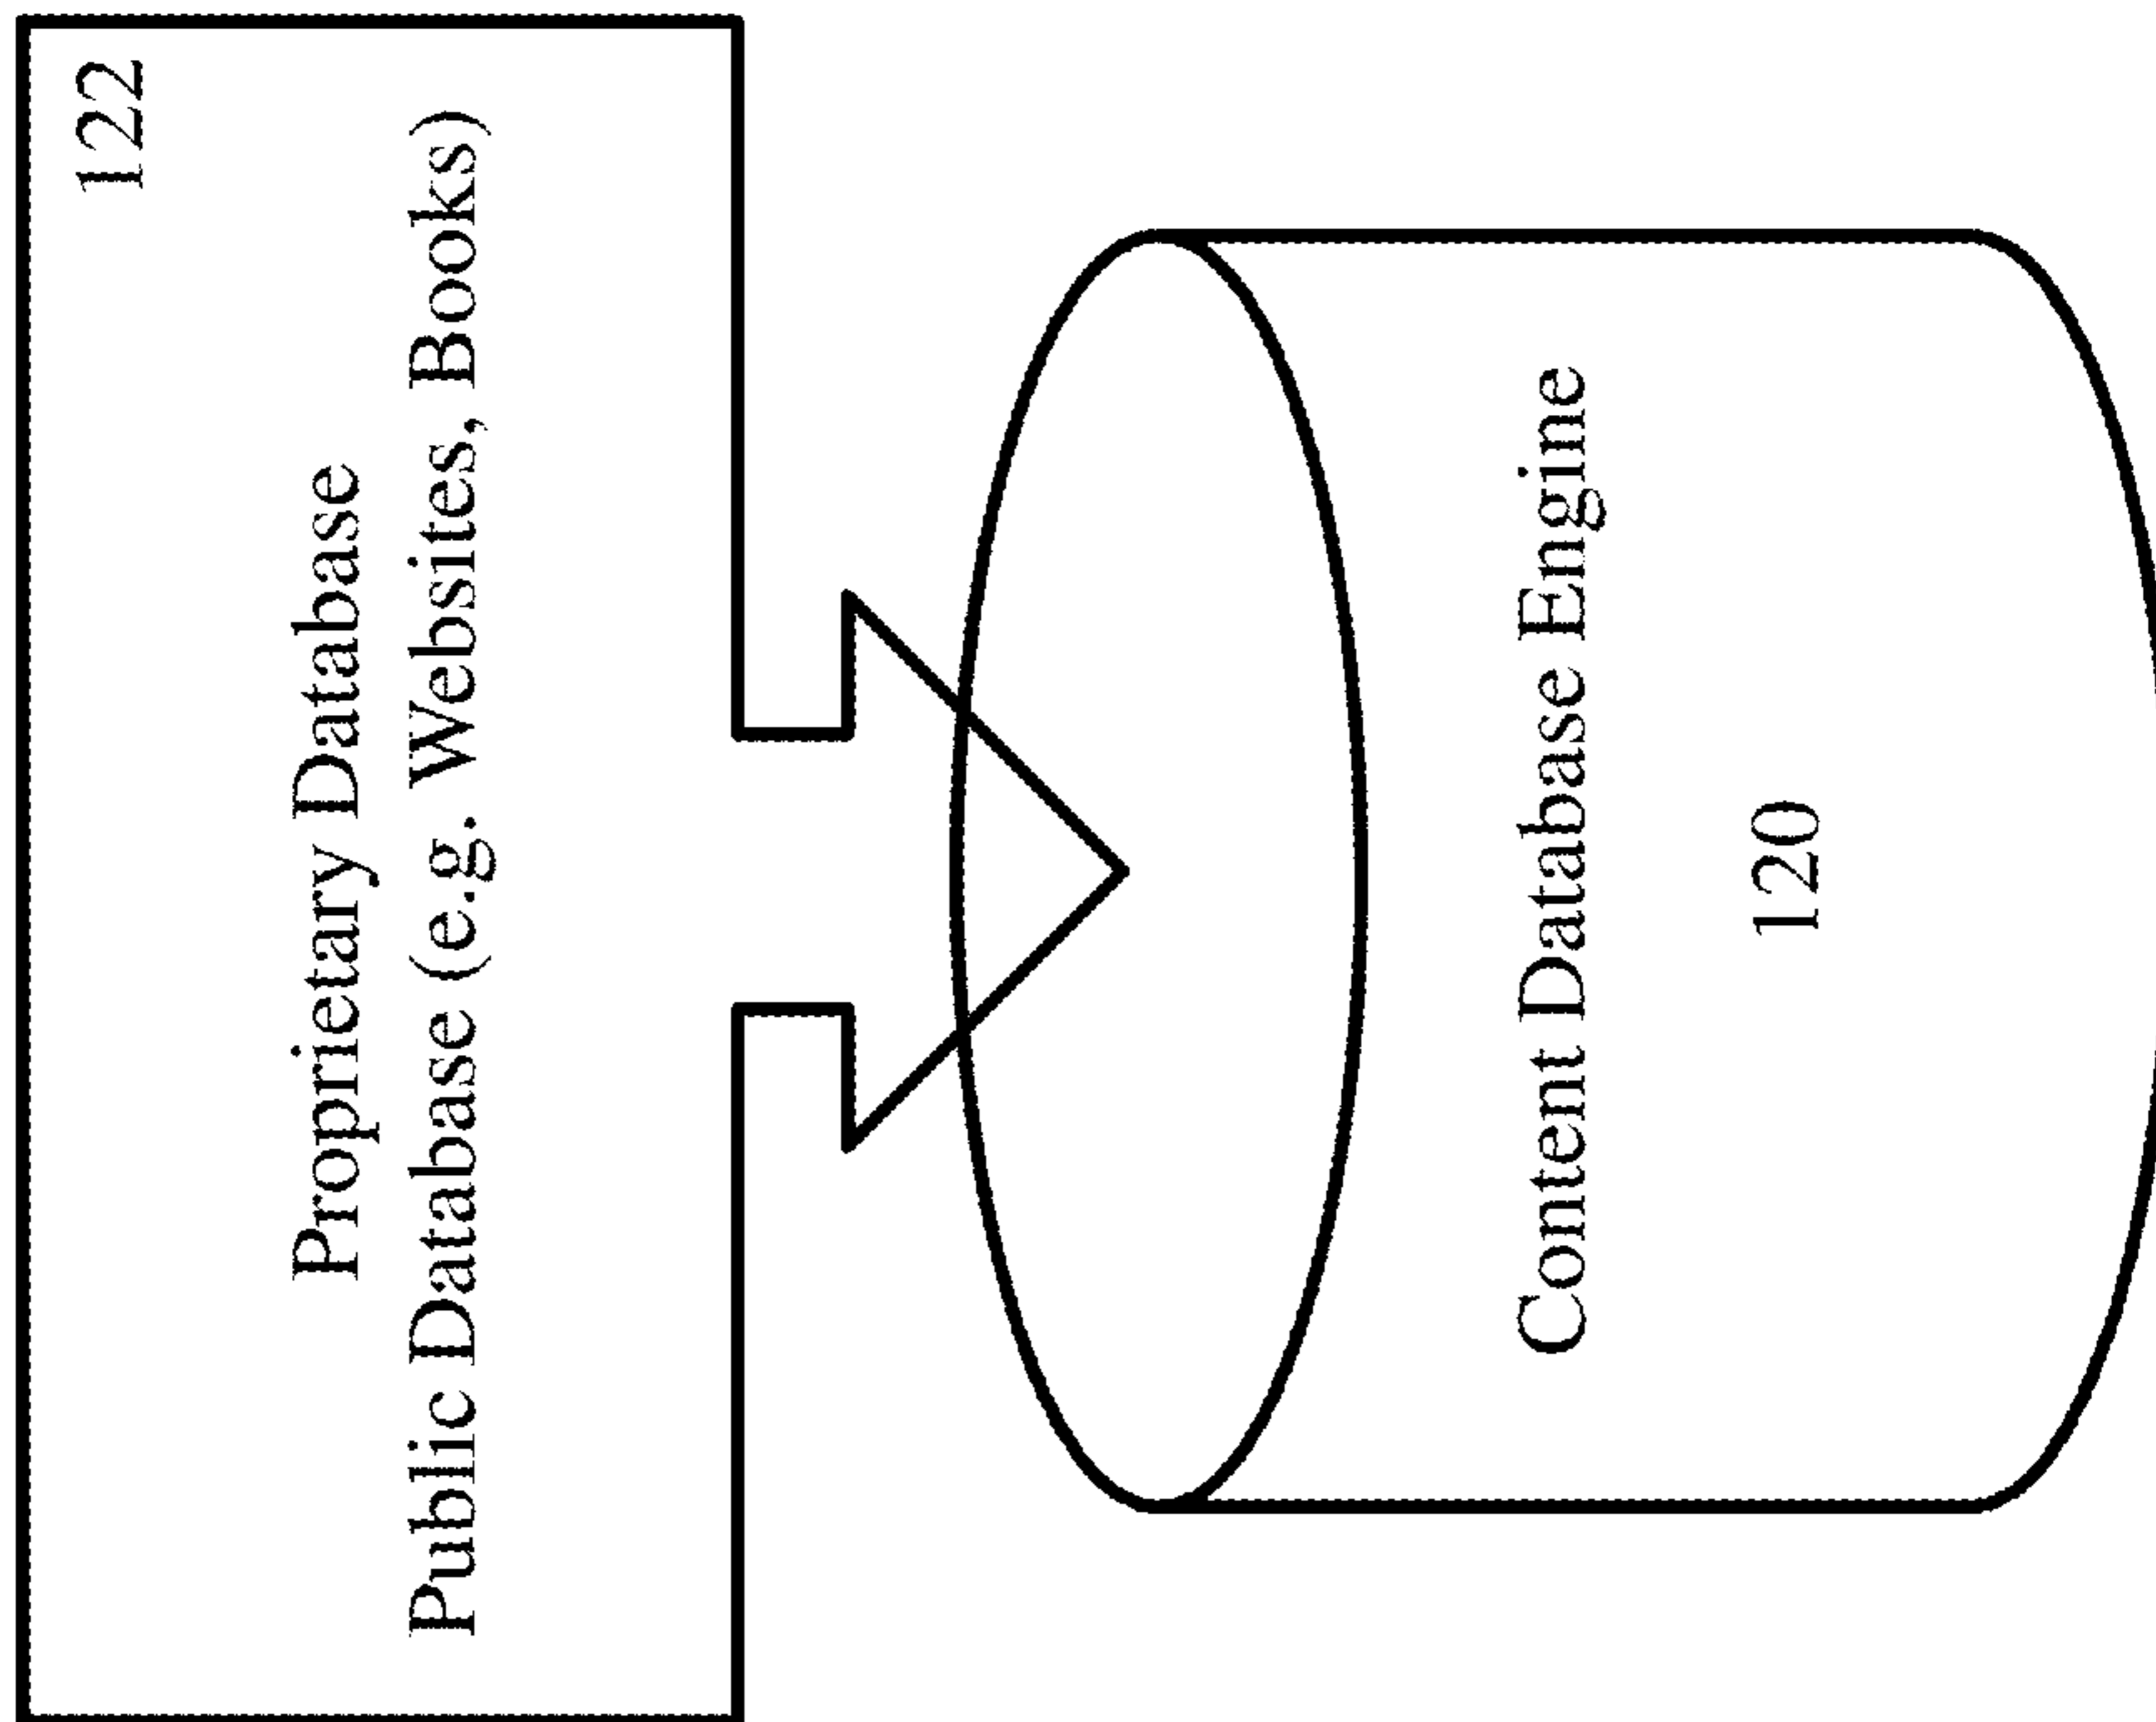 122
Proprietary Database
Public Database (e.g. Websites, Books)
Content Database Engine
120